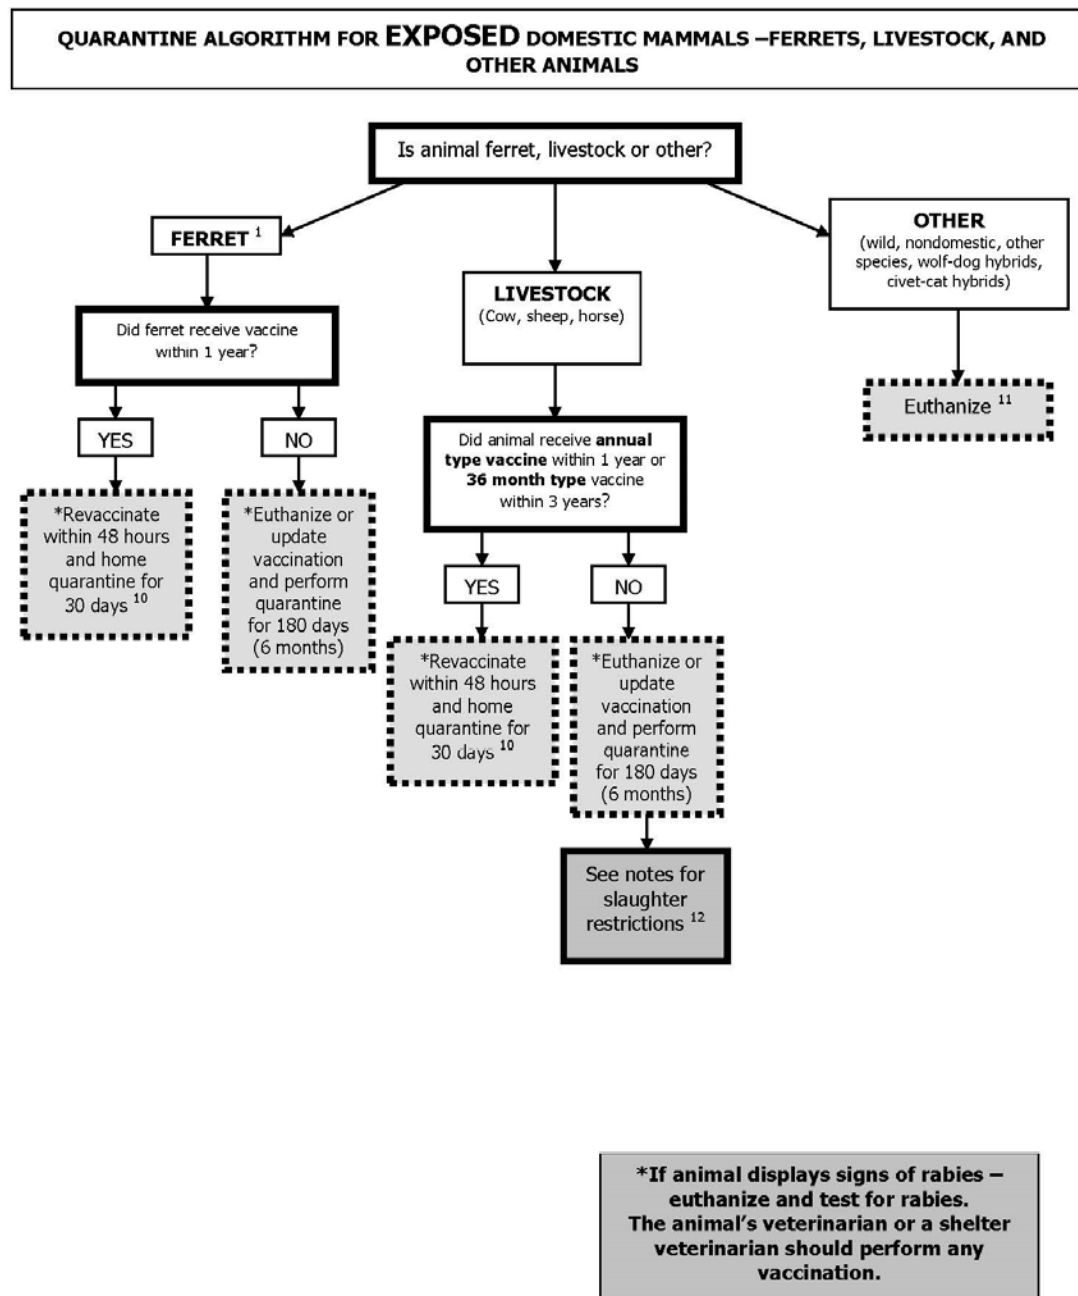 QUARANTINE ALGORITHM FOR EXPOSED DOMESTIC MAMMALS –FERRETS, LIVESTOCK, AND
OTHER ANIMALS
Is animal ferret, livestock or other?
FERRET 1
LIVESTOCK
(Cow, sheep, horse)
OTHER
(wild, nondomestic, other
species, wolf-dog hybrids,
civet-cat hybrids)
Did ferret receive vaccine
within 1 year?
YES
NO
*Revaccinate
within 48 hours
and home
quarantine for
30 days 10
*Euthanize or
update
vaccination
and perform
quarantine
for 180 days
(6 months)
Did animal receive annual
type vaccine within 1 year or
36 month type vaccine
within 3 years?
YES
NO
*Revaccinate
within 48 hours
and home
quarantine for
30 days 10
*Euthanize or
update
vaccination
and perform
quarantine
for 180 days
(6 months)
See notes for
slaughter
restrictions 12
Euthanize 11
*If animal displays signs of rabies –
euthanize and test for rabies.
The animal’s veterinarian or a shelter
veterinarian should perform any
vaccination.